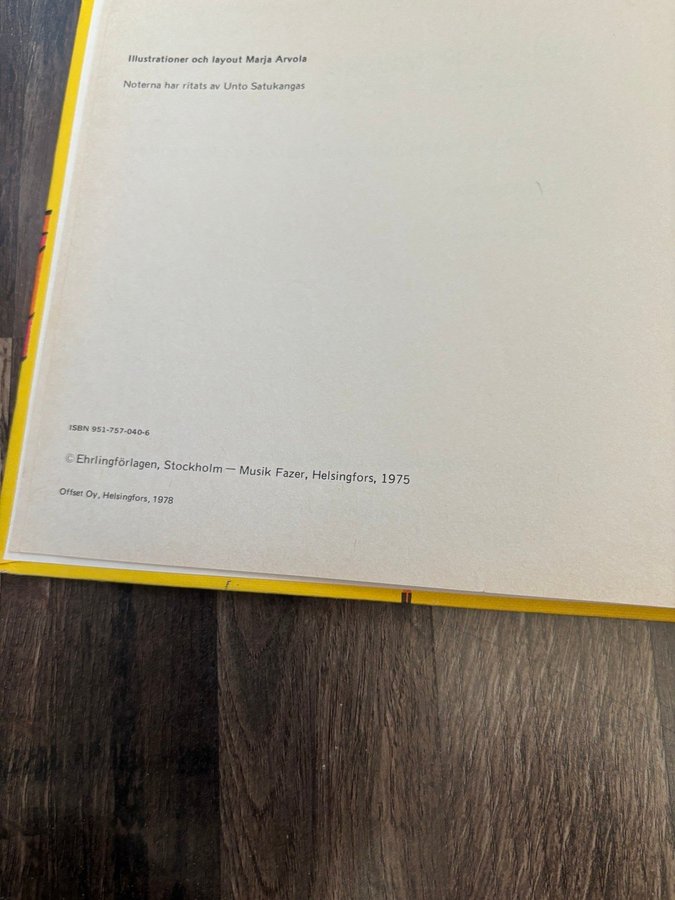 Illustrationer och layout Marja Arvola
Noterna har ritats av Unto Satukangas
ISBN 951-757-040-6
© Ehrlingförlagen, Stockholm — Musik Fazer, Helsingfors, 1975
Offset Oy, Helsingfors, 1978